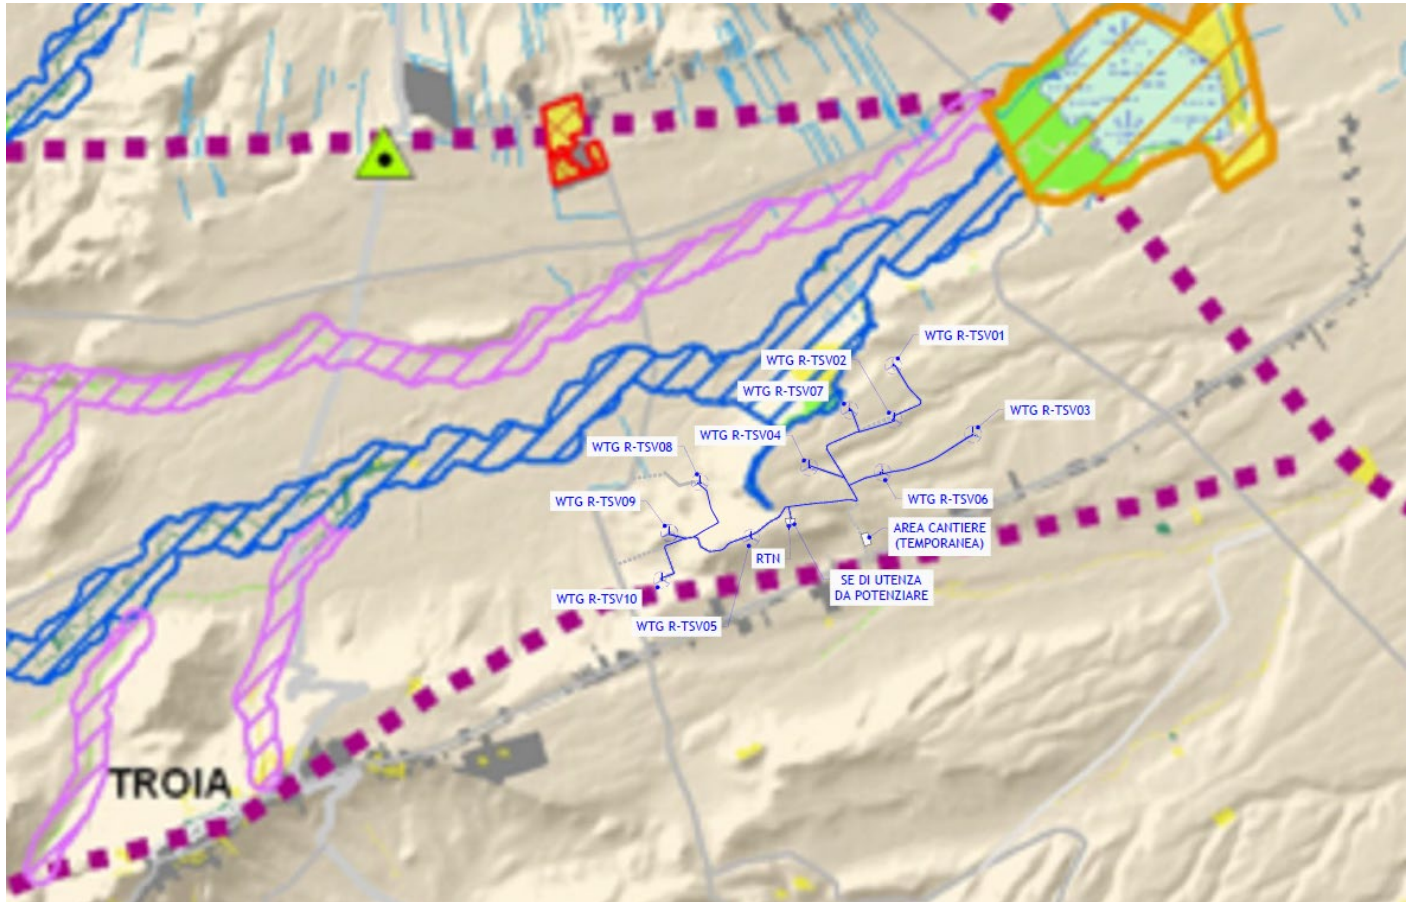 WTG R-TSV01
WTG R-TSV02
WTG R-TSV07
WTG R-TSV03
WTG R-TSV04
WTG R-TSV08
WTG R-TSV06
WTG R-TSV09
AREA CANTIERE
(TEMPORANEA)
RTN
SE DI UTENZA
DA POTENZIARE
WTG R-TSV10
WTG R-TSV05
TROIA